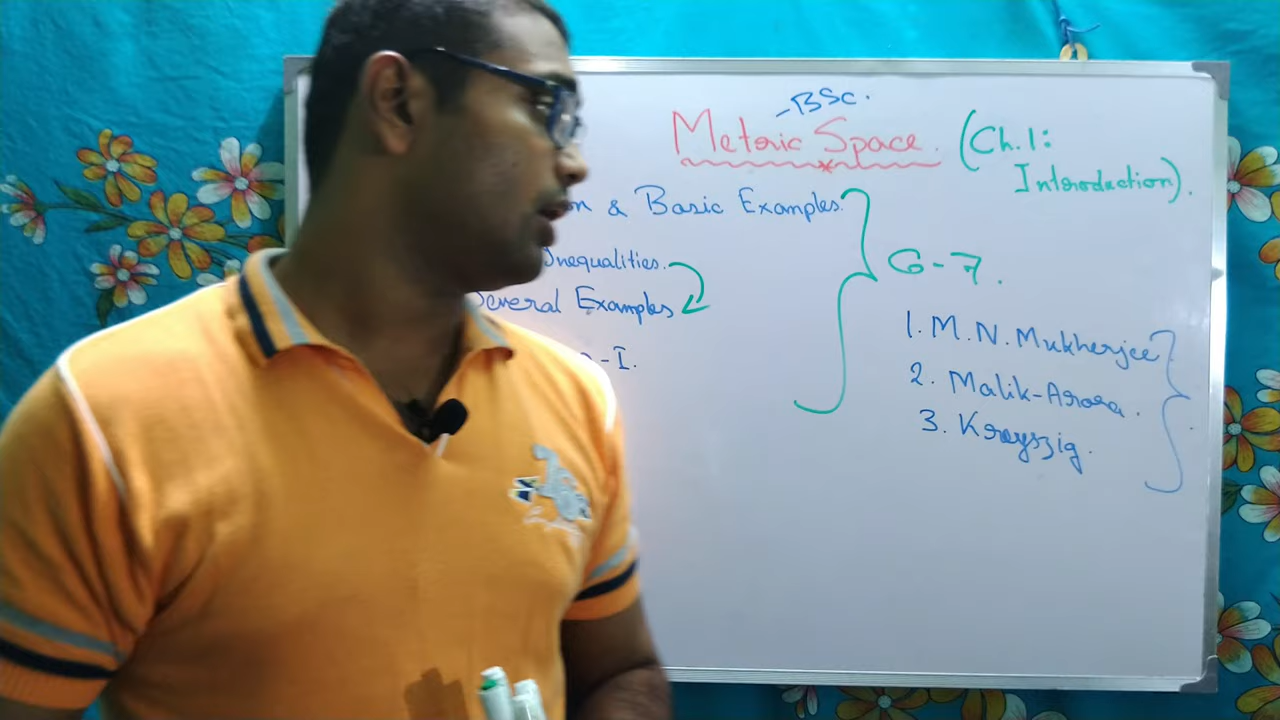 - BSc.
Metric Space. (Ch.1:
Introduction).
n & Basic Examples.
Inequalities.
Several Examples
- I.
6-7.
1. M.N. Mukherjee
2. Malik-Arora.
3. Kreyszig.